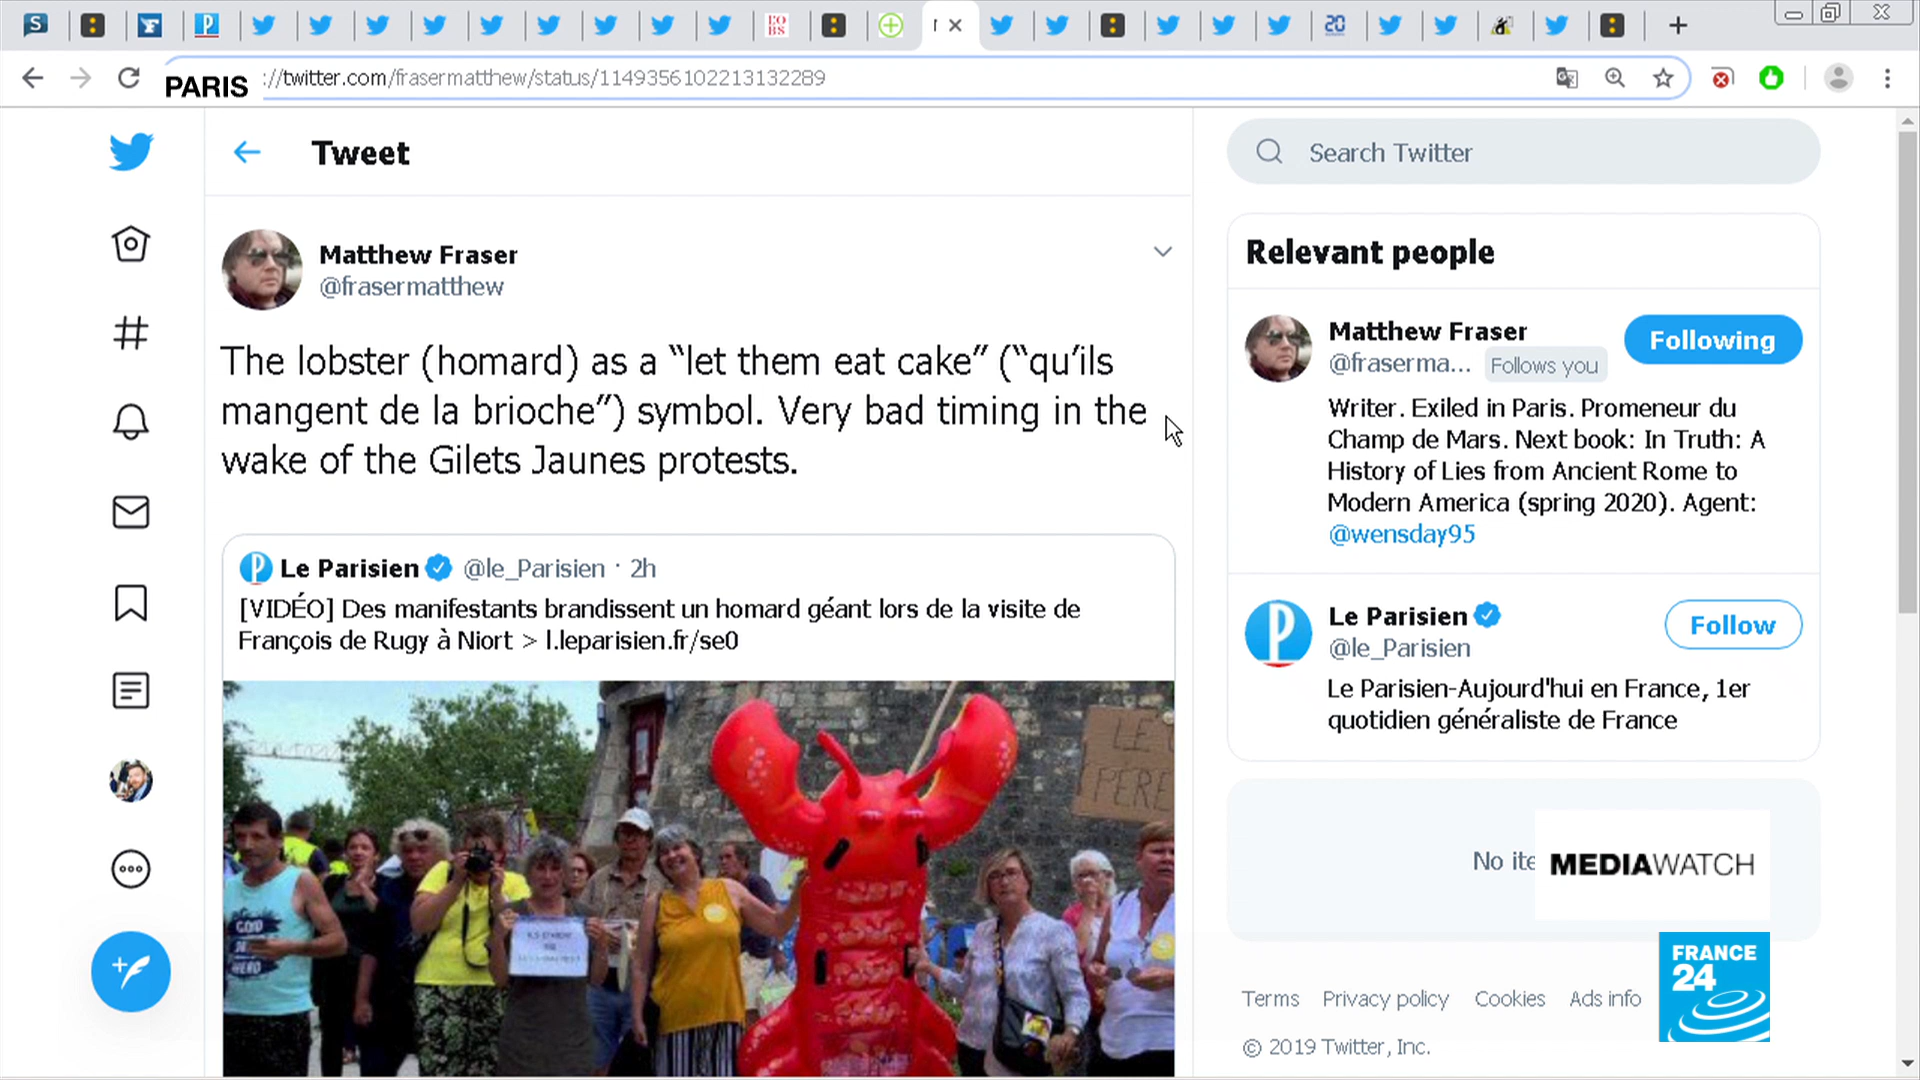 PARIS
://twitter.com/frasermatthew/status/1149356102213132289
Tweet
Search Twitter
Matthew Fraser
@frasermatthew
The lobster (homard) as a “let them eat cake” (“qu’ils
mangent de la brioche”) symbol. Very bad timing in the
wake of the Gilets Jaunes protests.
Le Parisien @le_Parisien · 2h
[VIDÉO] Des manifestants brandissent un homard géant lors de la visite de
François de Rugy à Niort > l.leparisien.fr/se0
LE
PÈRE
GOOD
HERO
Relevant people
Matthew Fraser
@fraserma... Follows you
Following
Writer. Exiled in Paris. Promeneur du
Champ de Mars. Next book: In Truth: A
History of Lies from Ancient Rome to
Modern America (spring 2020). Agent:
@wensday95
Le Parisien
@le_Parisien
Follow
Le Parisien-Aujourd'hui en France, 1er
quotidien généraliste de France
No ite
MEDIAWATCH
FRANCE
24
Terms Privacy policy Cookies Ads info
© 2019 Twitter, Inc.